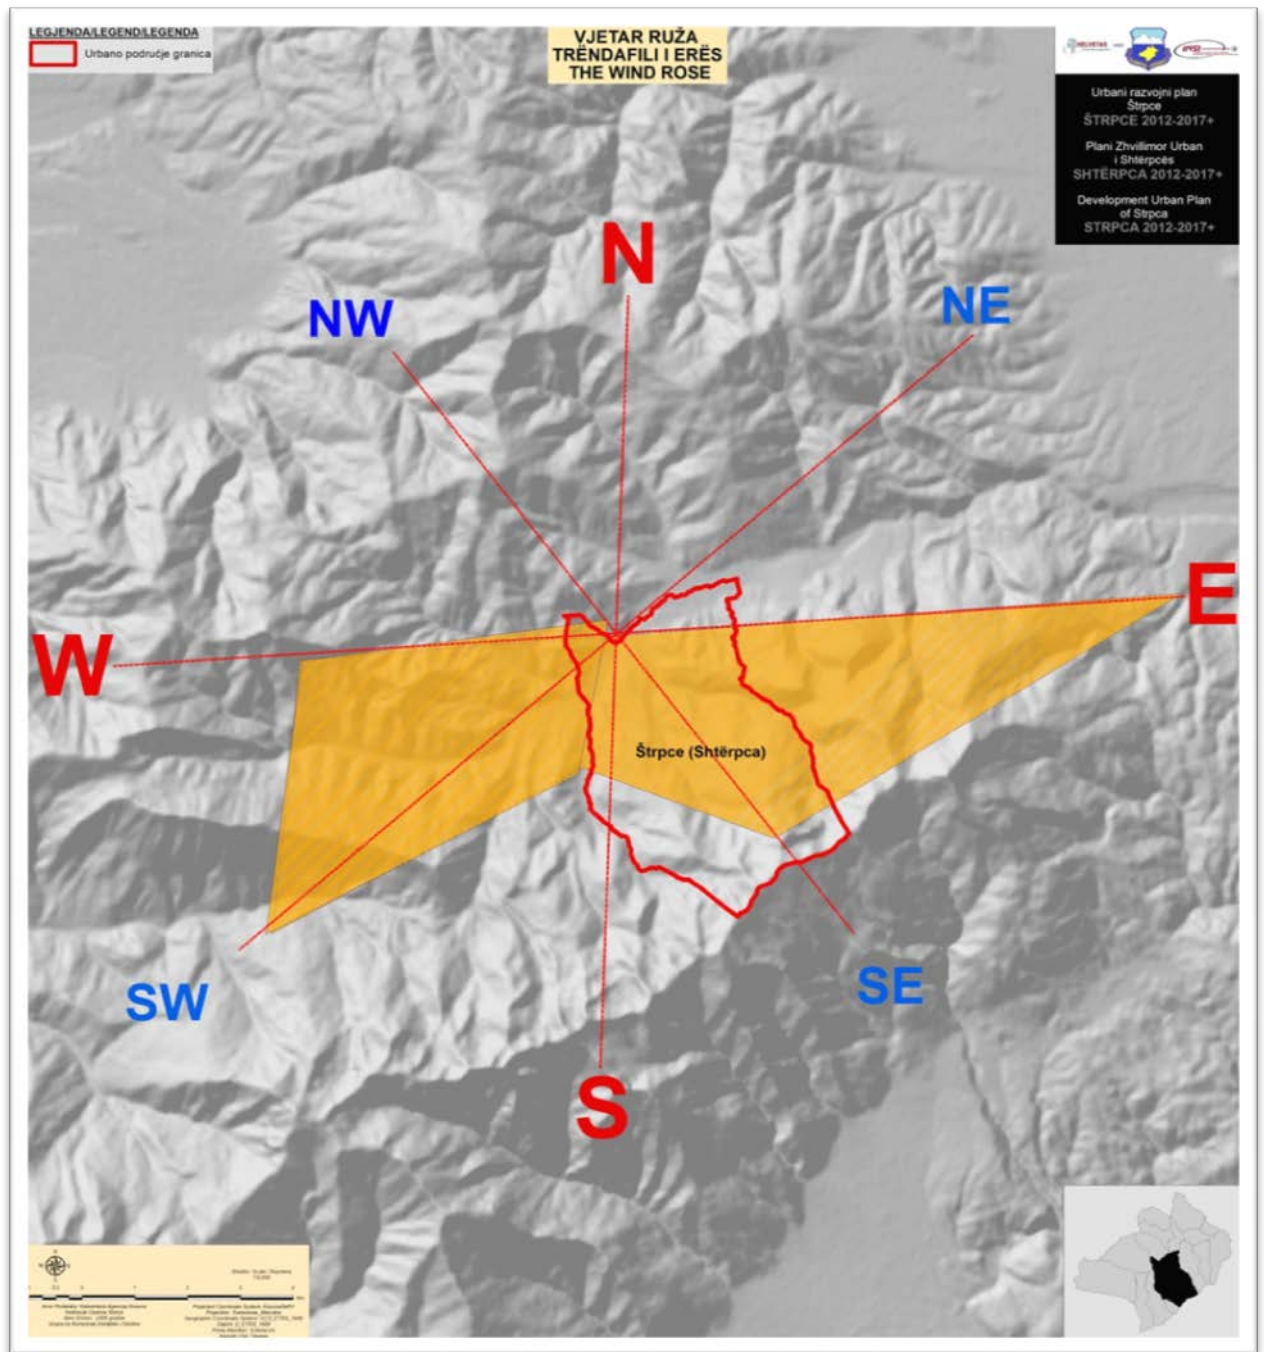 LEGJENDA/LEGEND/LEGENDA
Urbano područje granica
VJETAR RUŽA
TRËNDAFILI I ERËS
THE WIND ROSE
HELVETAS
Urbani razvojni plan
Štrpce
ŠTRPCE 2012-2017+
Plani Zhvillimor Urban
i Shtërpcës
SHTËRPCA 2012-2017+
Development Urban Plan
of Strpca
STRPCA 2012-2017+
N
NW
NE
W
E
Štrpce (Shtërpca)
SW
SE
S